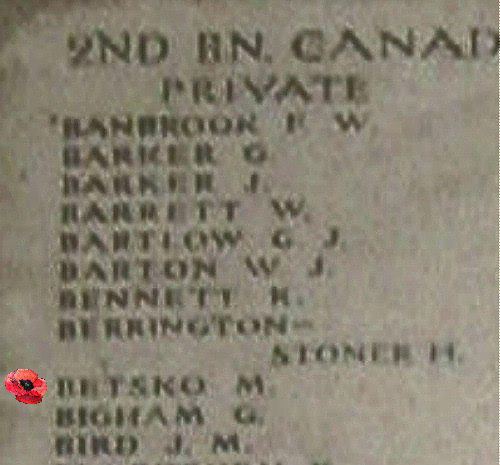 2ND BN. CANAD
PRIVATE
BANBROOK F. W.
BARKER G.
BARKER J.
BARRETT W.
BARTLOW G. J.
BARTON W. J.
BENNETT R.
BERRINGTON-
STONER H.
BETSKO M.
BIGHAM G.
BIRD J. M.